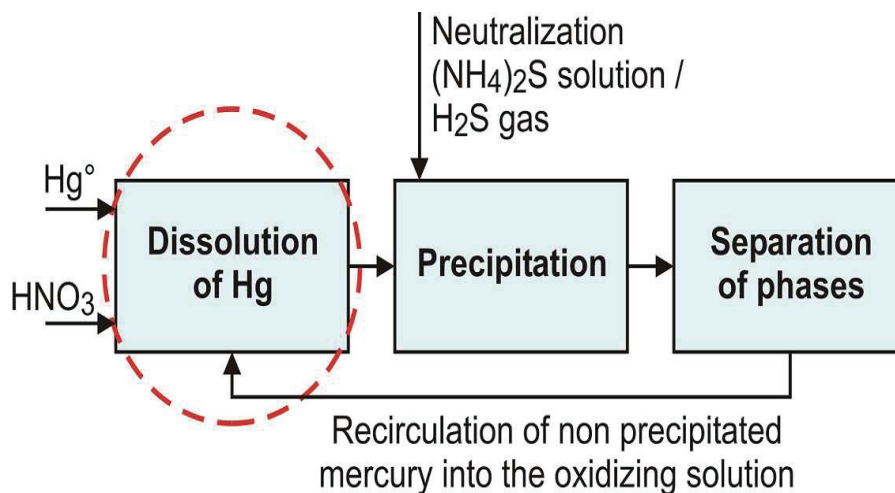 Neutralization
(NH4)2S solution /
H2S gas
Hg°
HNO3
Dissolution
of Hg
Precipitation
Separation
of phases
Recirculation of non precipitated
mercury into the oxidizing solution